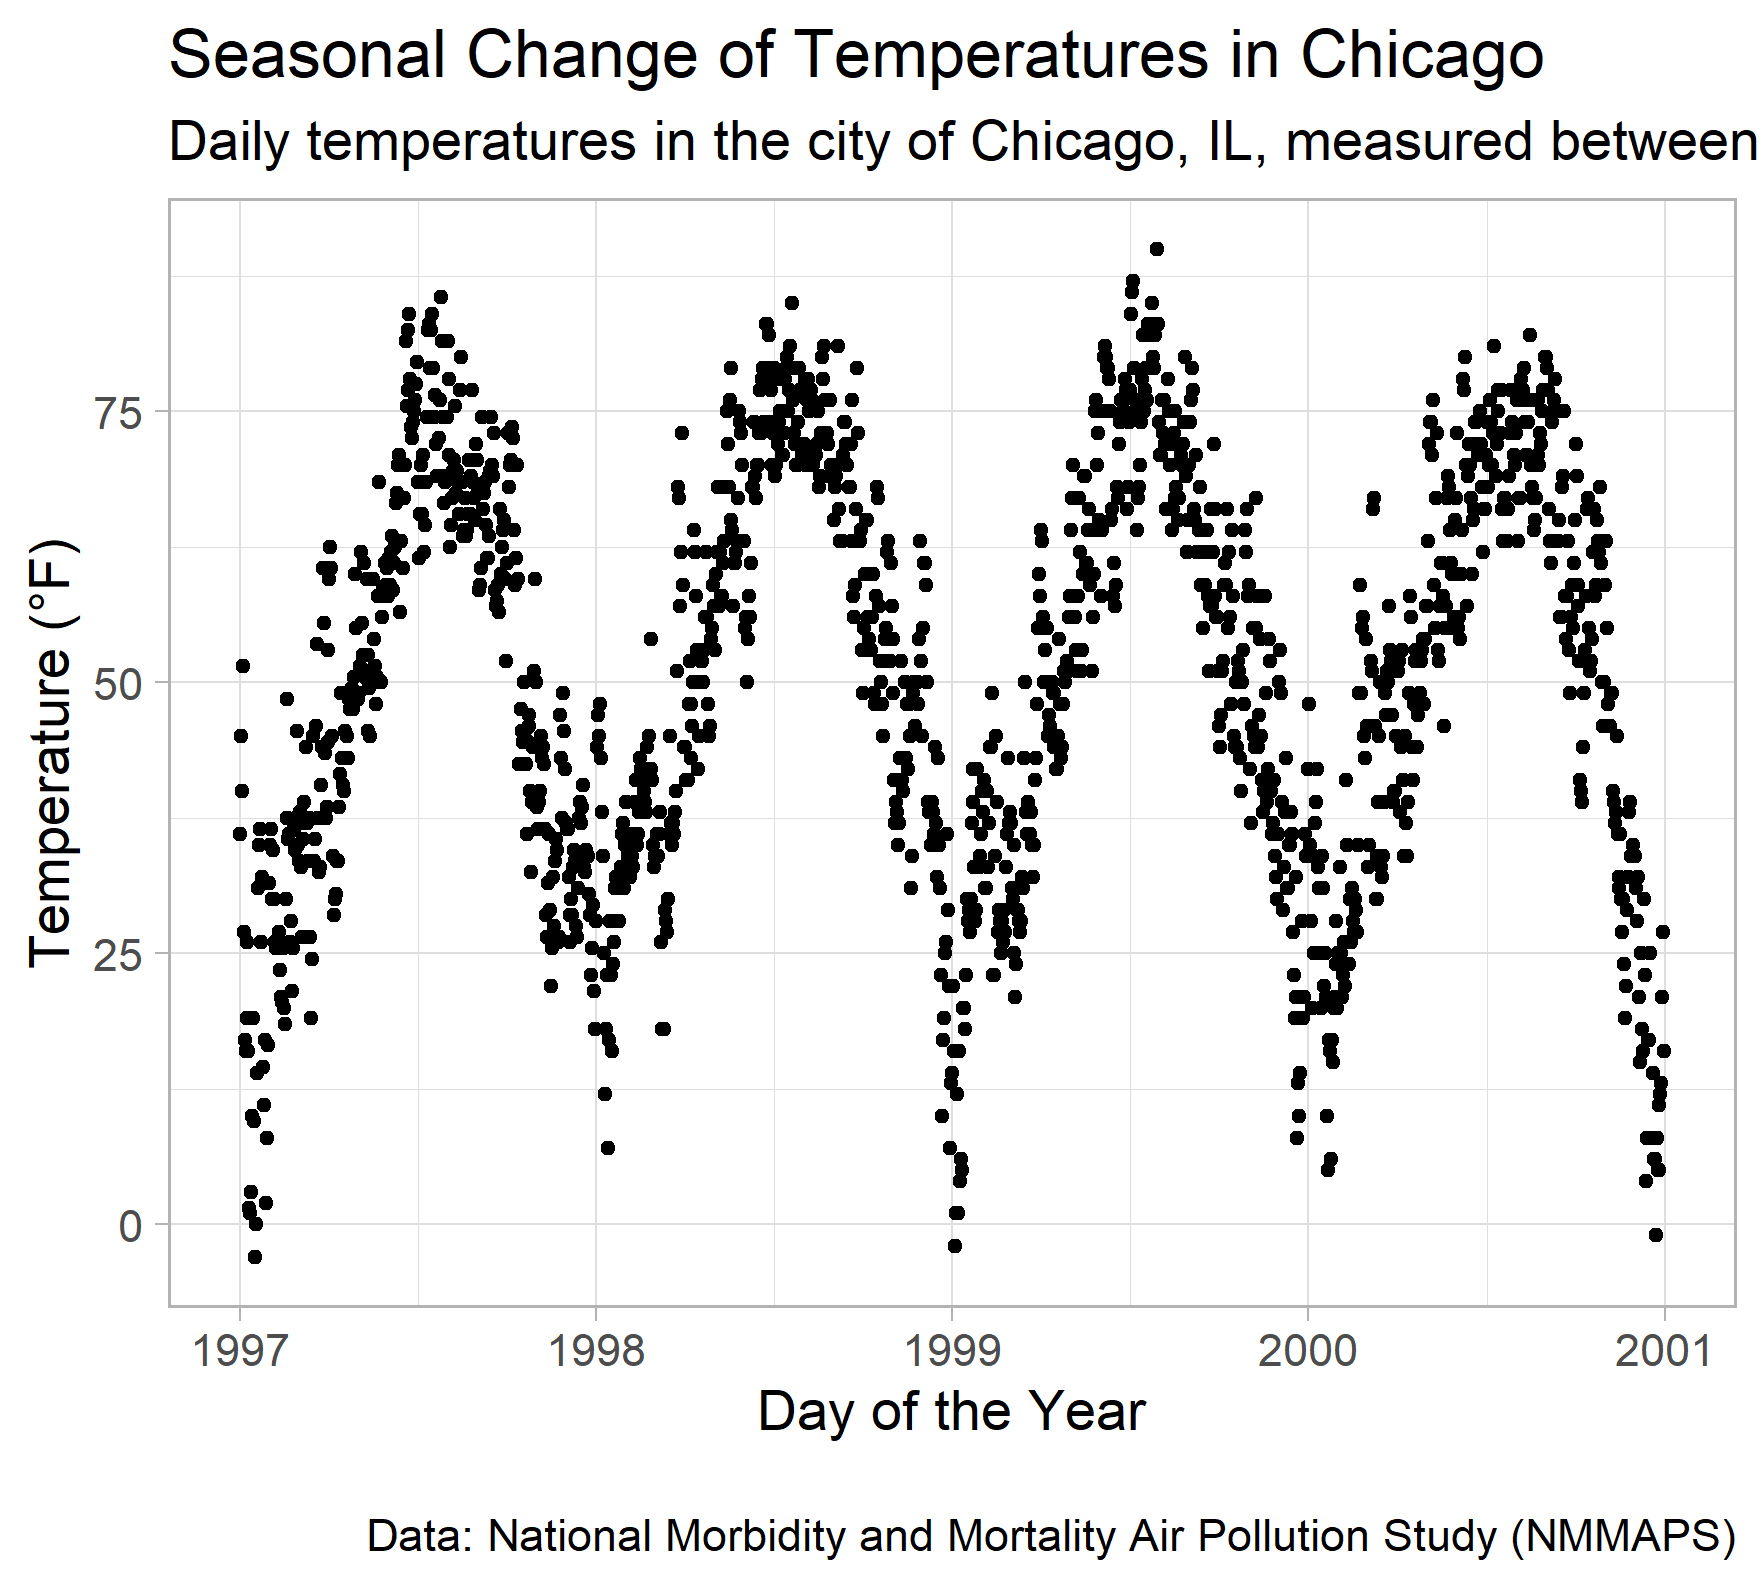 Seasonal Change of Temperatures in Chicago
Daily temperatures in the city of Chicago, IL, measured between
Temperature (°F)
75
50
25
0
1997 1998 1999 2000 2001
Day of the Year
Data: National Morbidity and Mortality Air Pollution Study (NMMAPS)